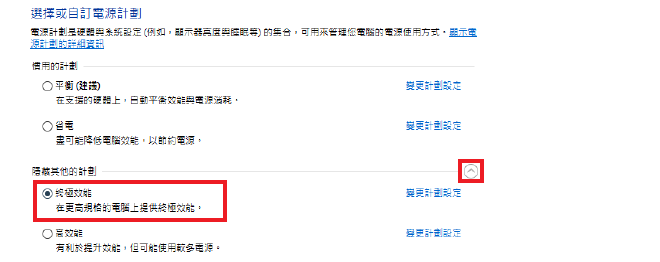 選擇或自訂電源計劃
電源計劃是硬體與系統設定 (例如，顯示器亮度與睡眠等) 的集合，可用來管理您電腦的電源使用方式。顯示電
源計劃的詳細資訊
慣用的計劃
平衡 (建議) 變更計劃設定
在支援的硬體上，自動平衡效能與電源消耗。
省電 變更計劃設定
盡可能降低電腦效能，以節約電源。
隱藏其他的計劃
終極效能 變更計劃設定
在更高規格的電腦上提供終極效能。
高效能 變更計劃設定
有利於提升效能，但可能使用較多電源。